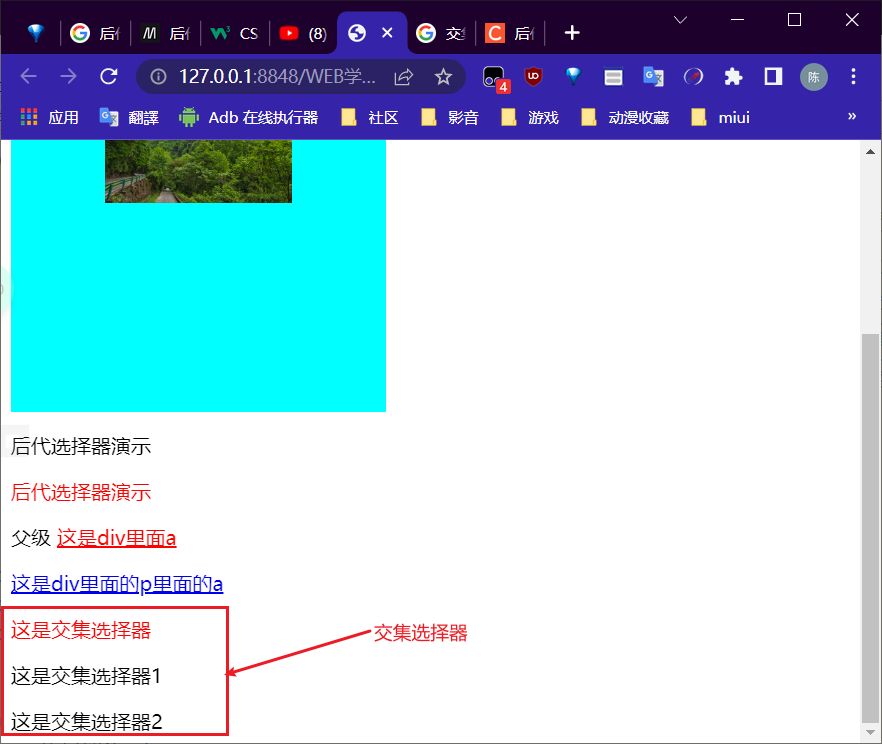 后
后
CS
(8)
交
后
127.0.0.1:8848/WEB学...
4
UD
陈
应用
翻譯
Adb 在线执行器
社区
影音
游戏
动漫收藏
miui
»
后代选择器演示
后代选择器演示
父级 这是div里面a
这是div里面的p里面的a
这是交集选择器
交集选择器
这是交集选择器1
这是交集选择器2